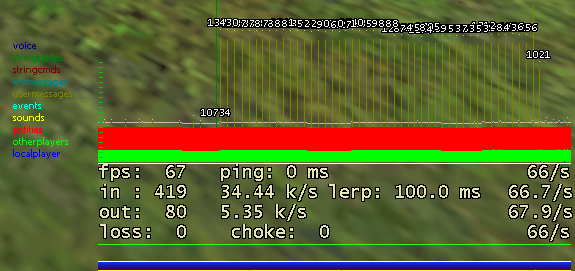 voice
stringcmds
usermessages
events
sounds
entities
otherplayers
localplayer
1021
10734
fps: 67 ping: 0 ms 66/s
in : 419 34.44 k/s lerp: 100.0 ms 66.7/s
out: 80 5.35 k/s 67.9/s
loss: 0 choke: 0 66/s